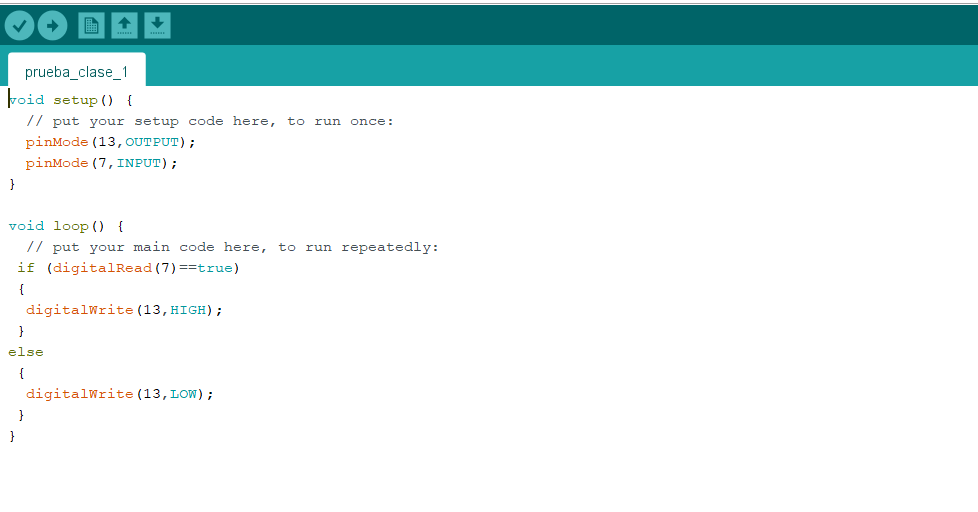 prueba_clase_1
void setup() {
  // put your setup code here, to run once:
  pinMode(13,OUTPUT);
  pinMode(7,INPUT);
}
void loop() {
  // put your main code here, to run repeatedly:
 if (digitalRead(7)==true)
 {
  digitalWrite(13,HIGH);
 }
else
 {
  digitalWrite(13,LOW);
 }
}